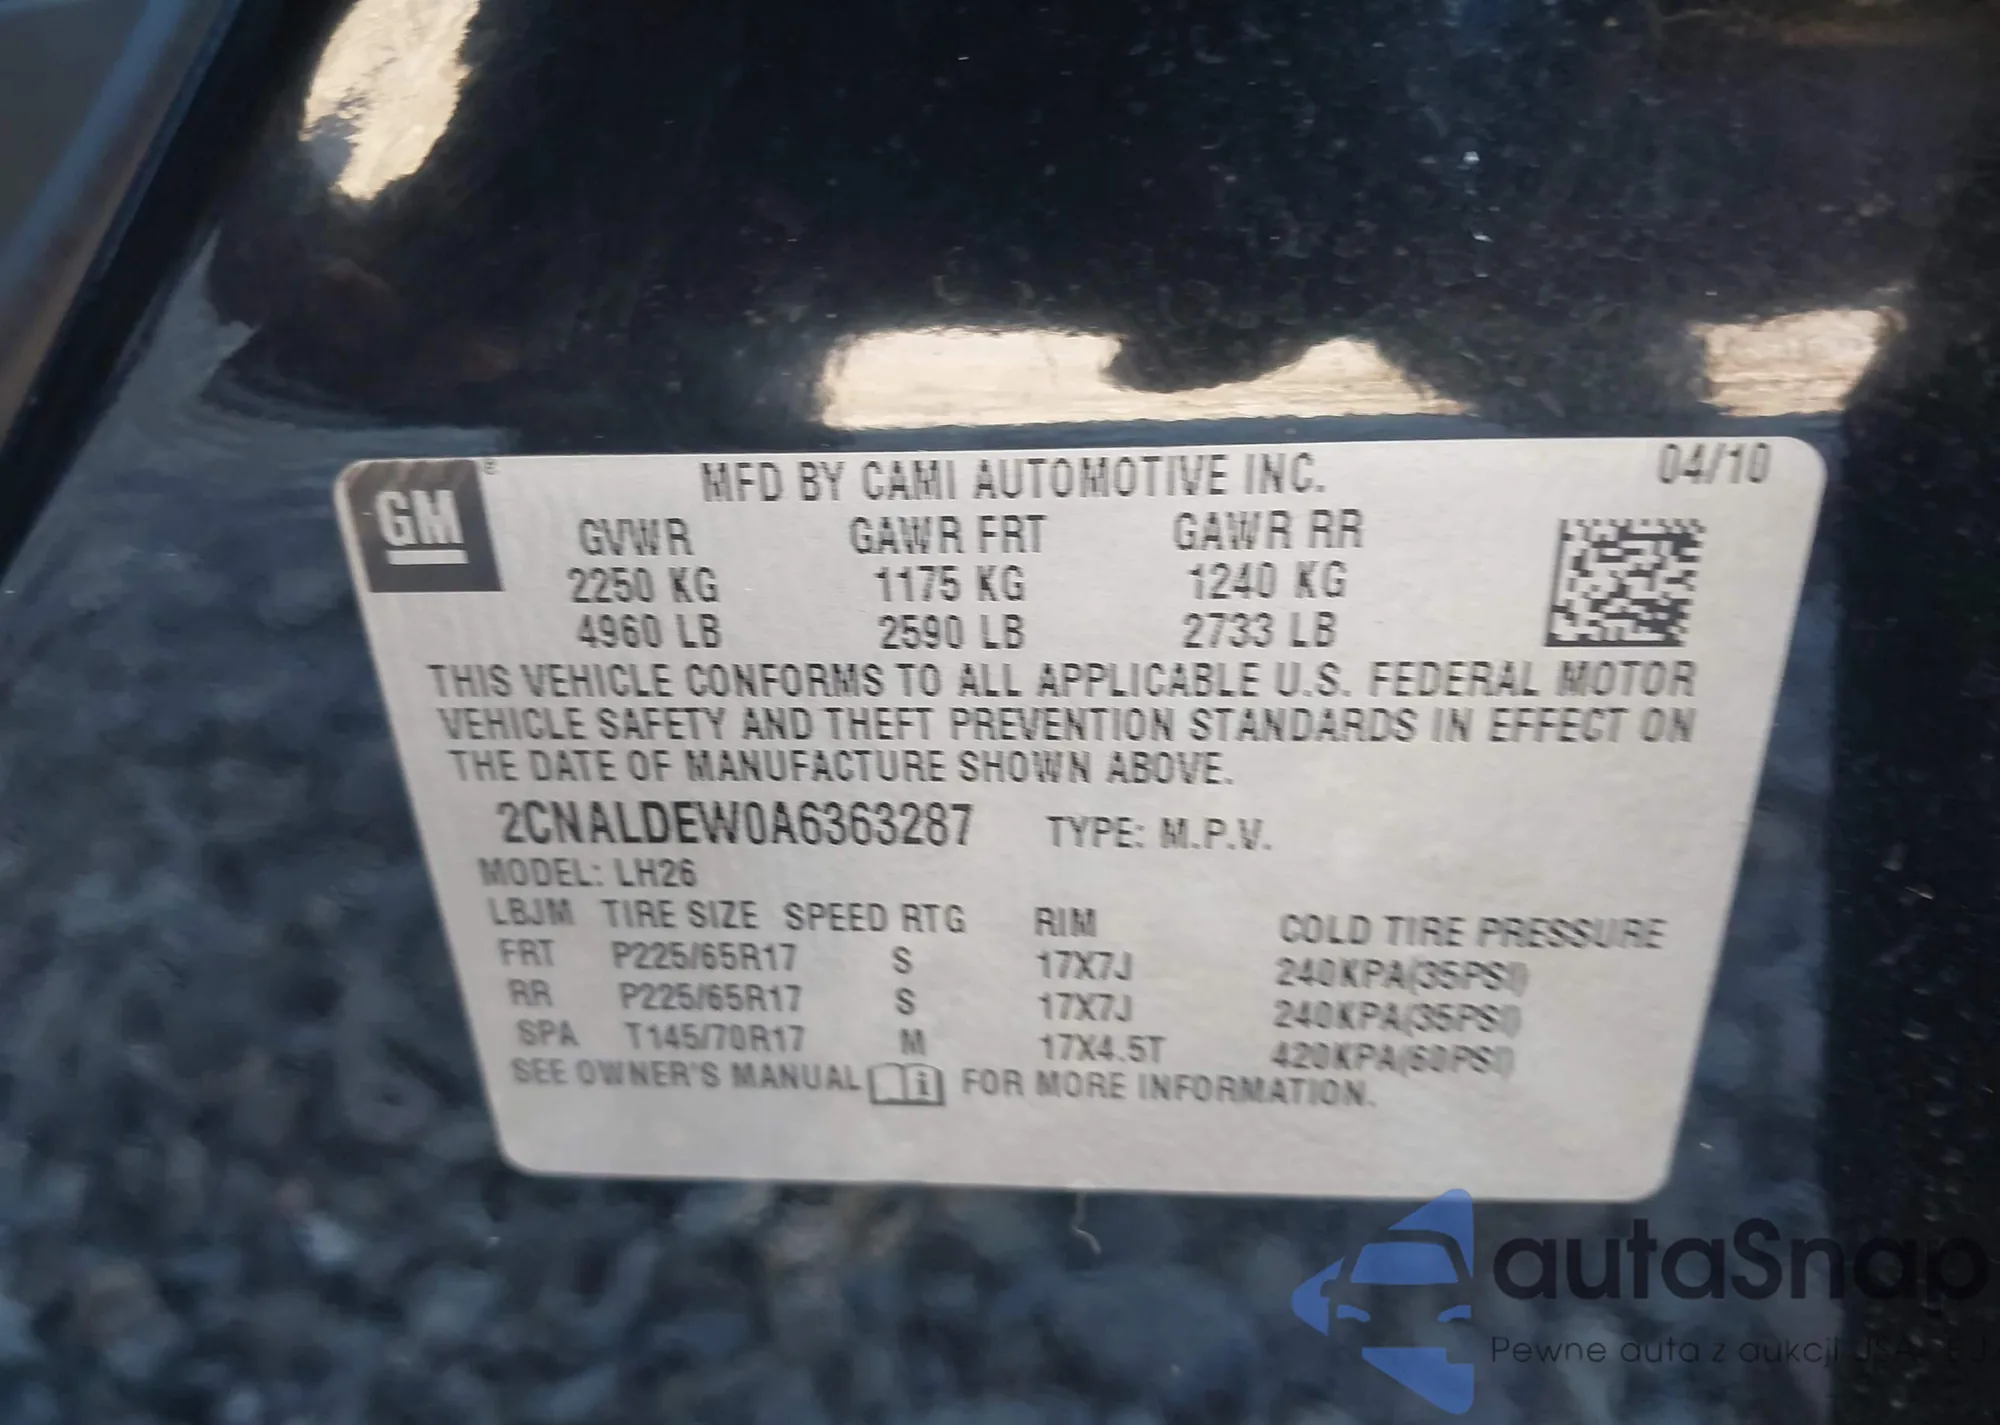 GM®
MFD BY CAMI AUTOMOTIVE INC. 04/10
GVWR GAWR FRT GAWR RR
2250 KG 1175 KG 1240 KG
4960 LB 2590 LB 2733 LB
THIS VEHICLE CONFORMS TO ALL APPLICABLE U.S. FEDERAL MOTOR
VEHICLE SAFETY AND THEFT PREVENTION STANDARDS IN EFFECT ON
THE DATE OF MANUFACTURE SHOWN ABOVE.
2CNALDEW0A6363287 TYPE: M.P.V.
MODEL: LH26
LBJM TIRE SIZE SPEED RTG RIM COLD TIRE PRESSURE
FRT P225/65R17 S 17X7J 240KPA(35PSI)
RR P225/65R17 S 17X7J 240KPA(35PSI)
SPA T145/70R17 M 17X4.5T 420KPA(60PSI)
SEE OWNER'S MANUAL FOR MORE INFORMATION.
autaSnap
Pewne auta z aukcji